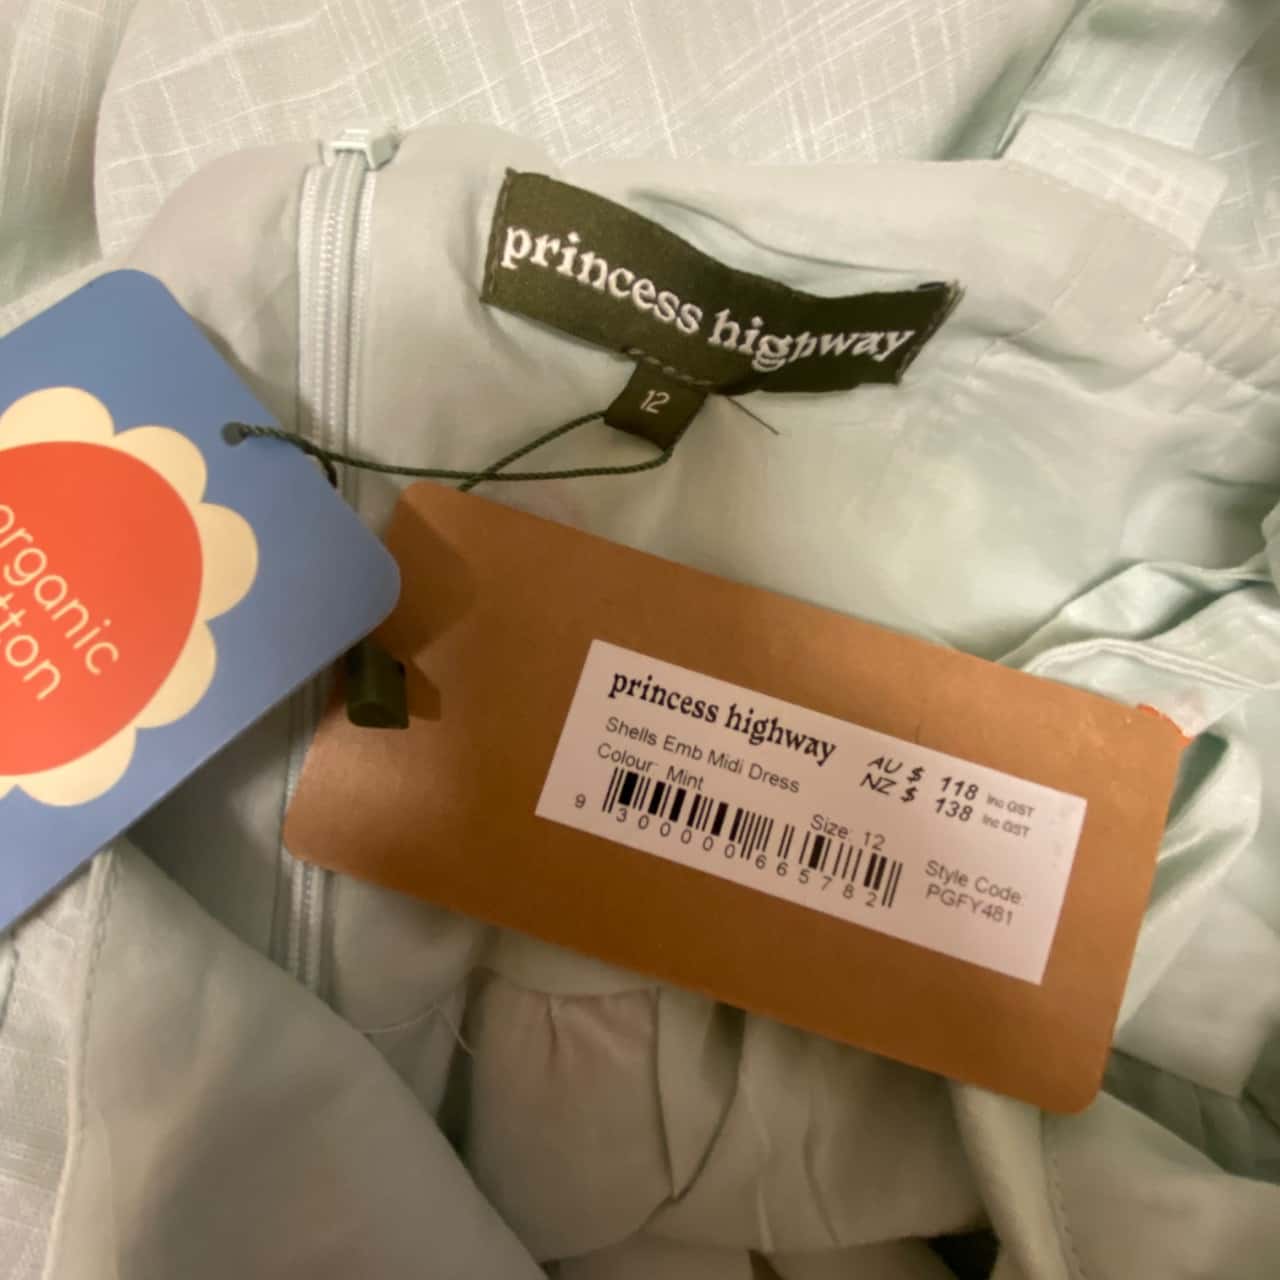 princess highway
12
organic
princess highway
Shells Emb Midi Dress
Colour: Mint
AU $ 118 Inc GST
NZ $ 138 Inc GST
Size: 12
9 300000 665782
Style Code:
PGFY481